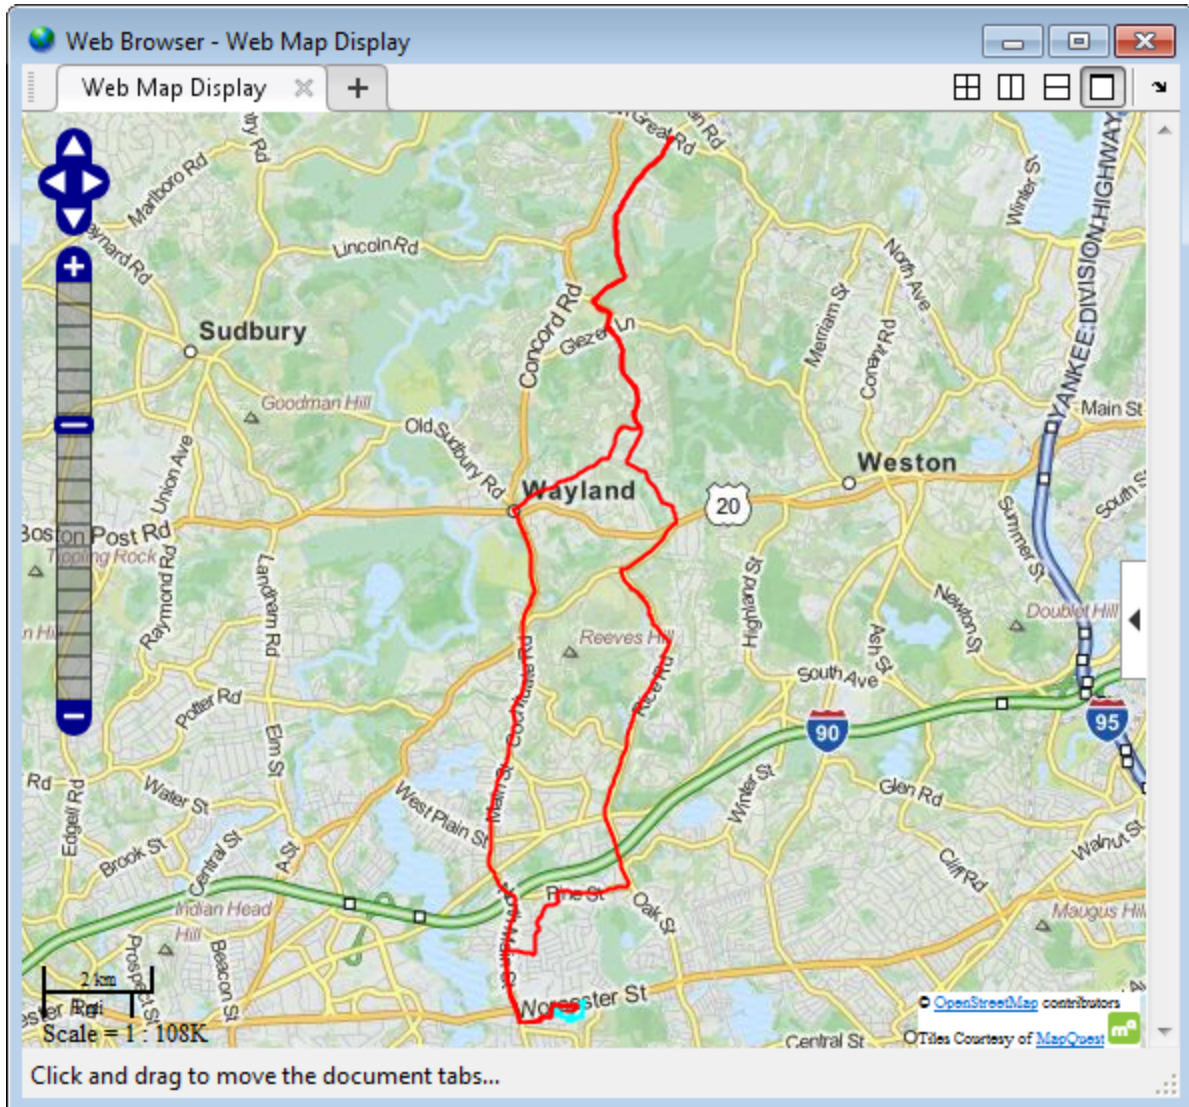 Web Browser - Web Map Display
Web Map Display
Great Rd
Marlboro Rd
Winter St
YANKEE DIVISION HIGHWAY
Lincoln Rd
North Ave
Concord Rd
Merriam St
Conant Rd
Sudbury
Glezen Ln
Goodman Hill
Main St
Old Sudbury Rd
Union Ave
Weston
Wayland
20
South St
Summer St
Boston Post Rd
Tippling Rock
Raymond Rd
Landham Rd
Highland St
Newton St
Doublet Hill
Reeves Hill
Ash St
Rice Rd
Cochituate Rd
South Ave
Potter Rd
90
95
Elm St
Main St
Rd
Water St
West Plain St
Winter St
Glen Rd
Edgell Rd
Brook St
Central St
A St
Walnut St
Cliff Rd
Pine St
Oak St
North Main St
Indian Head
Hill
Maugus Hill
Prospect St
Beacon St
2 km
Worcester St
© OpenStreetMap contributors
Scale = 1 : 108K
Central St
Tiles Courtesy of MapQuest
mq
Click and drag to move the document tabs...